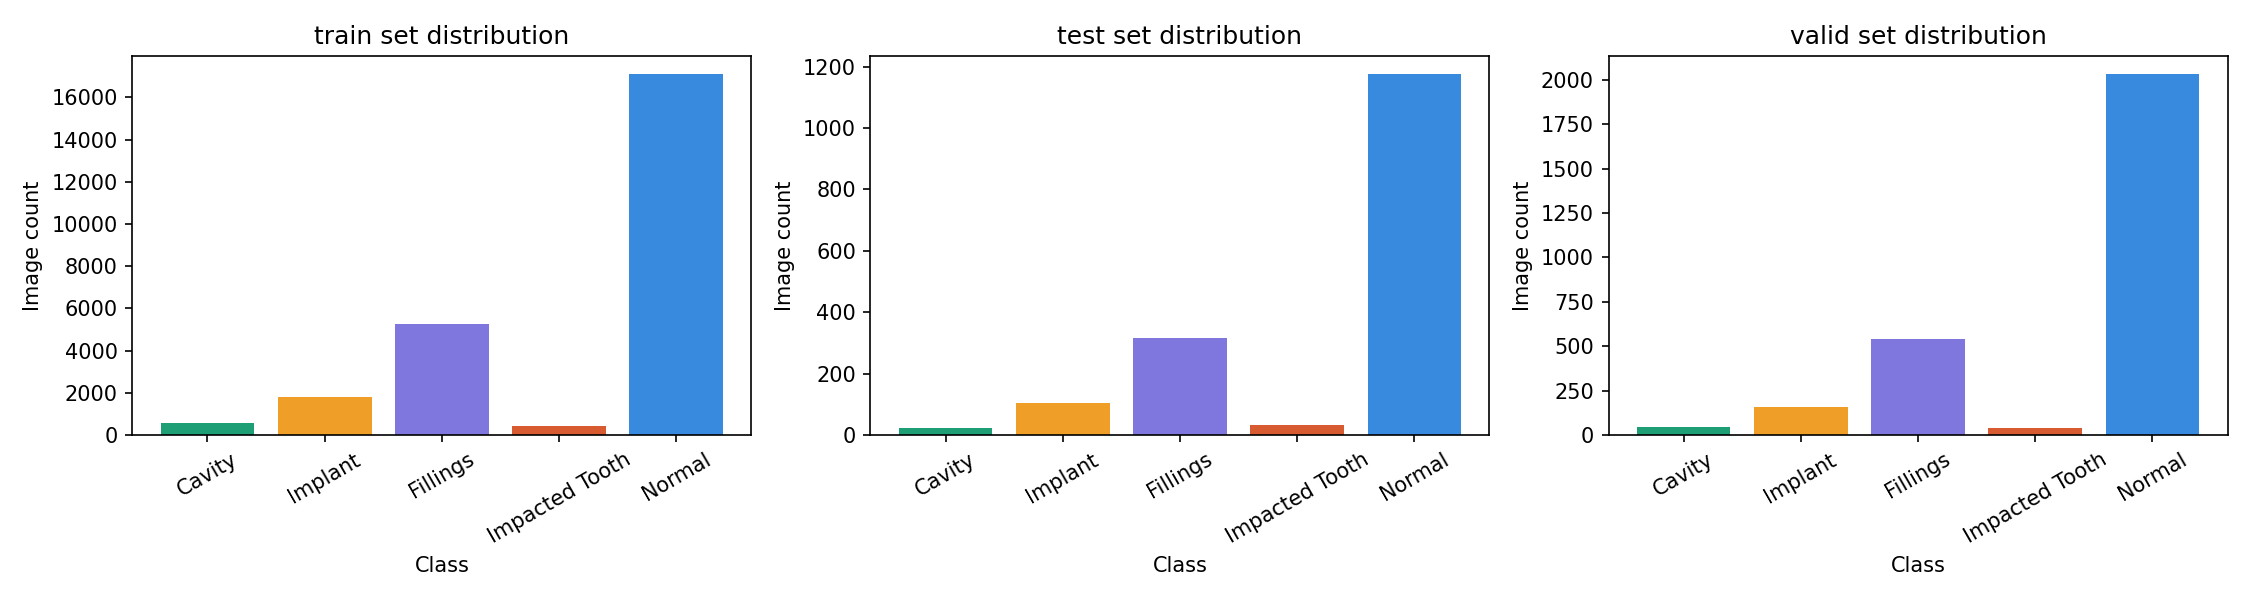 train set distribution
Image count
16000
14000
12000
10000
8000
6000
4000
2000
0
Cavity
Implant
Fillings
Impacted Tooth
Normal
Class
test set distribution
Image count
1200
1000
800
600
400
200
0
Cavity
Implant
Fillings
Impacted Tooth
Normal
Class
valid set distribution
Image count
2000
1750
1500
1250
1000
750
500
250
0
Cavity
Implant
Fillings
Impacted Tooth
Normal
Class